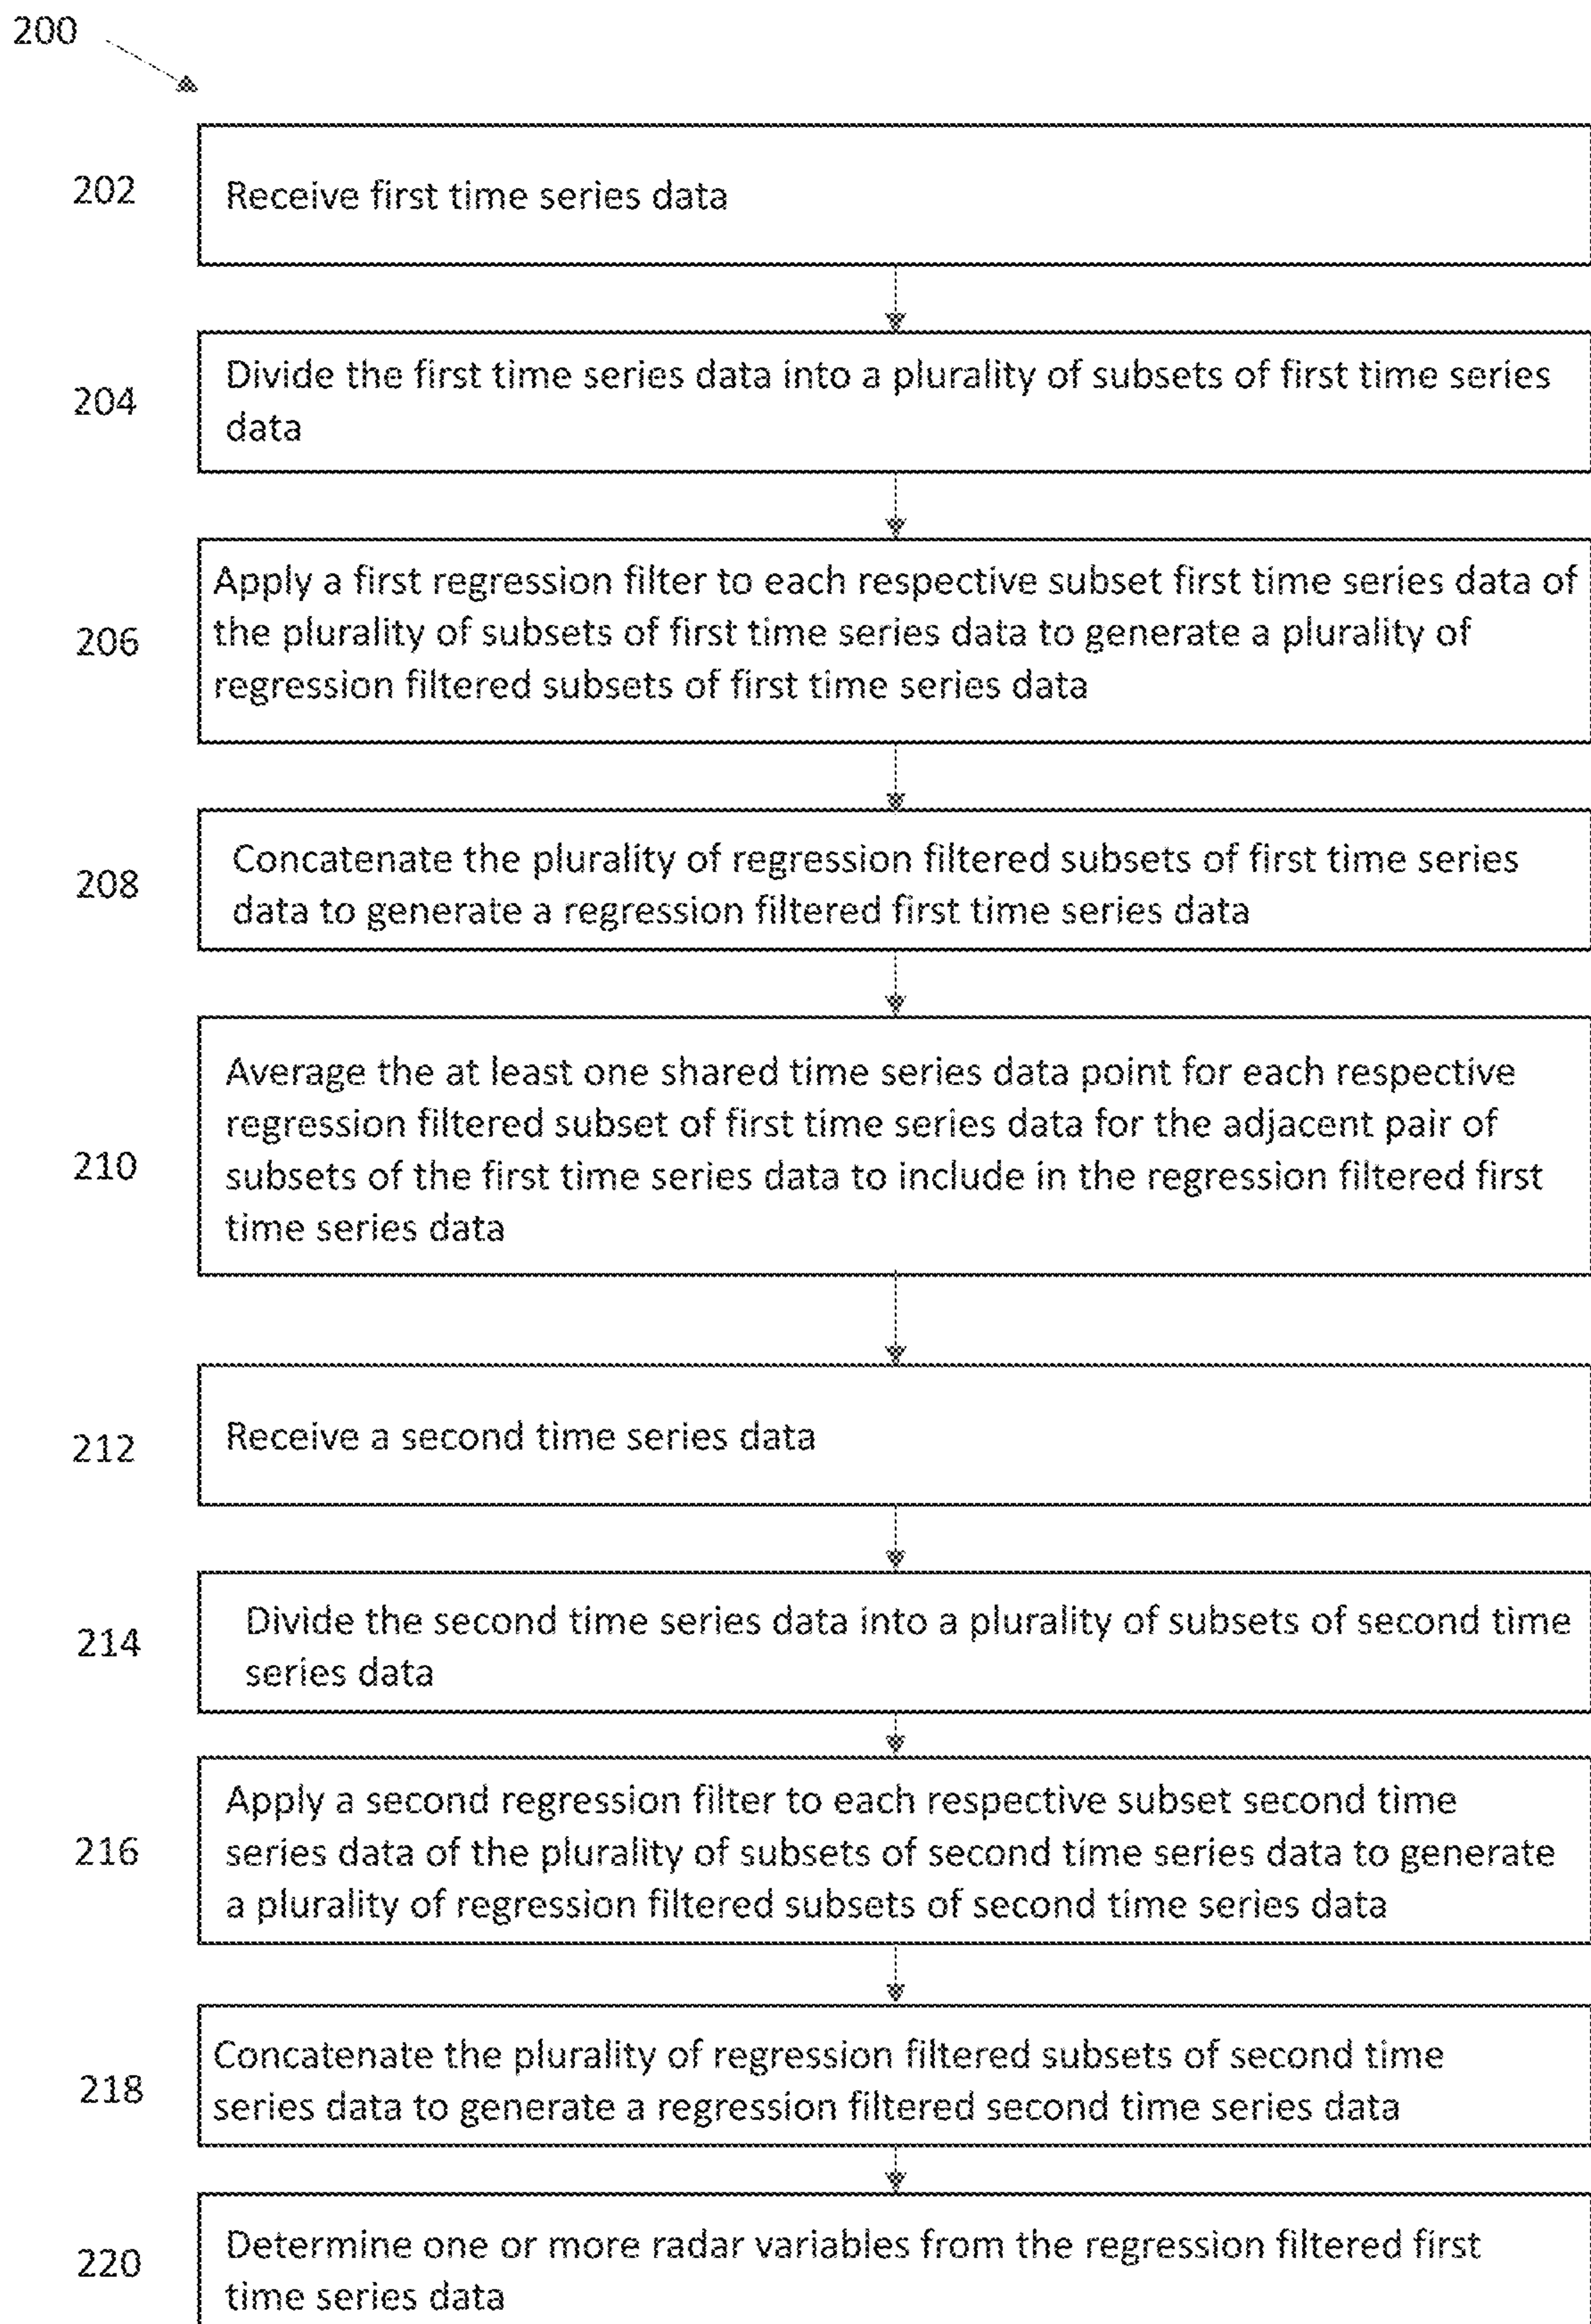 200
202
Receive first time series data
204
Divide the first time series data into a plurality of subsets of first time series
data
206
Apply a first regression filter to each respective subset first time series data of
the plurality of subsets of first time series data to generate a plurality of
regression filtered subsets of first time series data
208
Concatenate the plurality of regression filtered subsets of first time series
data to generate a regression filtered first time series data
210
Average the at least one shared time series data point for each respective
regression filtered subset of first time series data for the adjacent pair of
subsets of the first time series data to include in the regression filtered first
time series data
212
Receive a second time series data
214
Divide the second time series data into a plurality of subsets of second time
series data
216
Apply a second regression filter to each respective subset second time
series data of the plurality of subsets of second time series data to generate
a plurality of regression filtered subsets of second time series data
218
Concatenate the plurality of regression filtered subsets of second time
series data to generate a regression filtered second time series data
220
Determine one or more radar variables from the regression filtered first
time series data